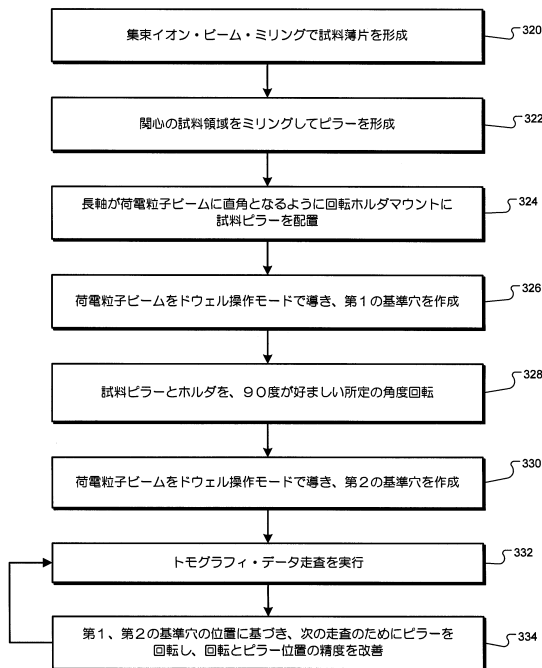 集束イオン・ビーム・ミリングで試料薄片を形成
320
関心の試料領域をミリングしてピラーを形成
322
長軸が荷電粒子ビームに直角となるように回転ホルダマウントに
試料ピラーを配置
324
荷電粒子ビームをドウェル操作モードで導き、第1の基準穴を作成
326
試料ピラーとホルダを、90度が好ましい所定の角度回転
328
荷電粒子ビームをドウェル操作モードで導き、第2の基準穴を作成
330
トモグラフィ・データ走査を実行
332
第1、第2の基準穴の位置に基づき、次の走査のためにピラーを
回転し、回転とピラー位置の精度を改善
334